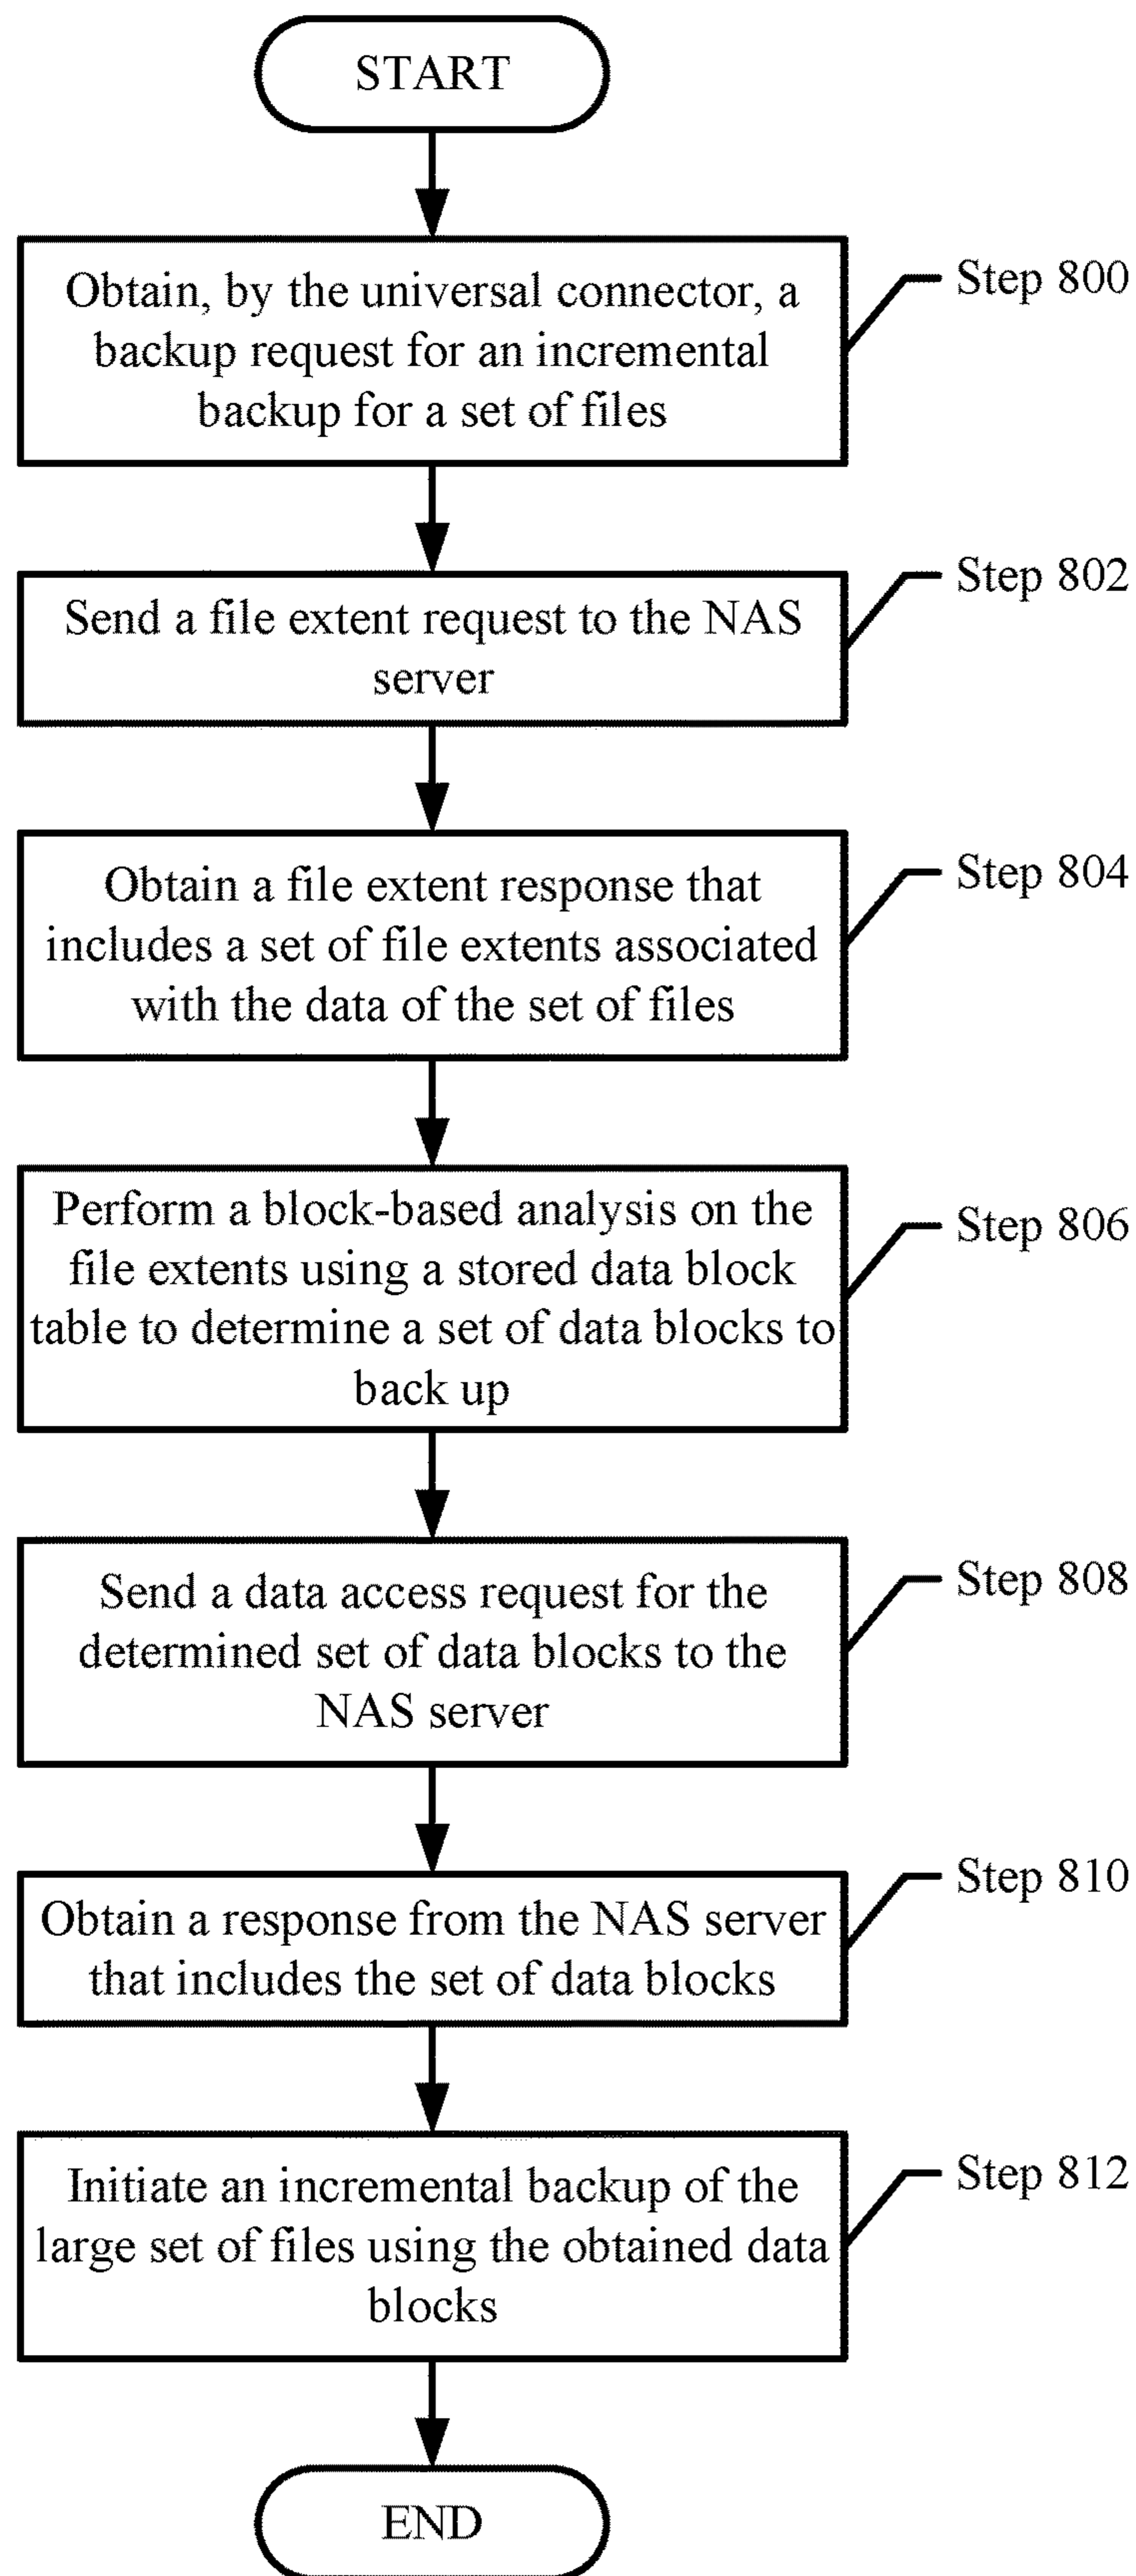 START
Obtain, by the universal connector, a
backup request for an incremental
backup for a set of files
Step 800
Send a file extent request to the NAS
server
Step 802
Obtain a file extent response that
includes a set of file extents associated
with the data of the set of files
Step 804
Perform a block-based analysis on the
file extents using a stored data block
table to determine a set of data blocks to
back up
Step 806
Send a data access request for the
determined set of data blocks to the
NAS server
Step 808
Obtain a response from the NAS server
that includes the set of data blocks
Step 810
Initiate an incremental backup of the
large set of files using the obtained data
blocks
Step 812
END